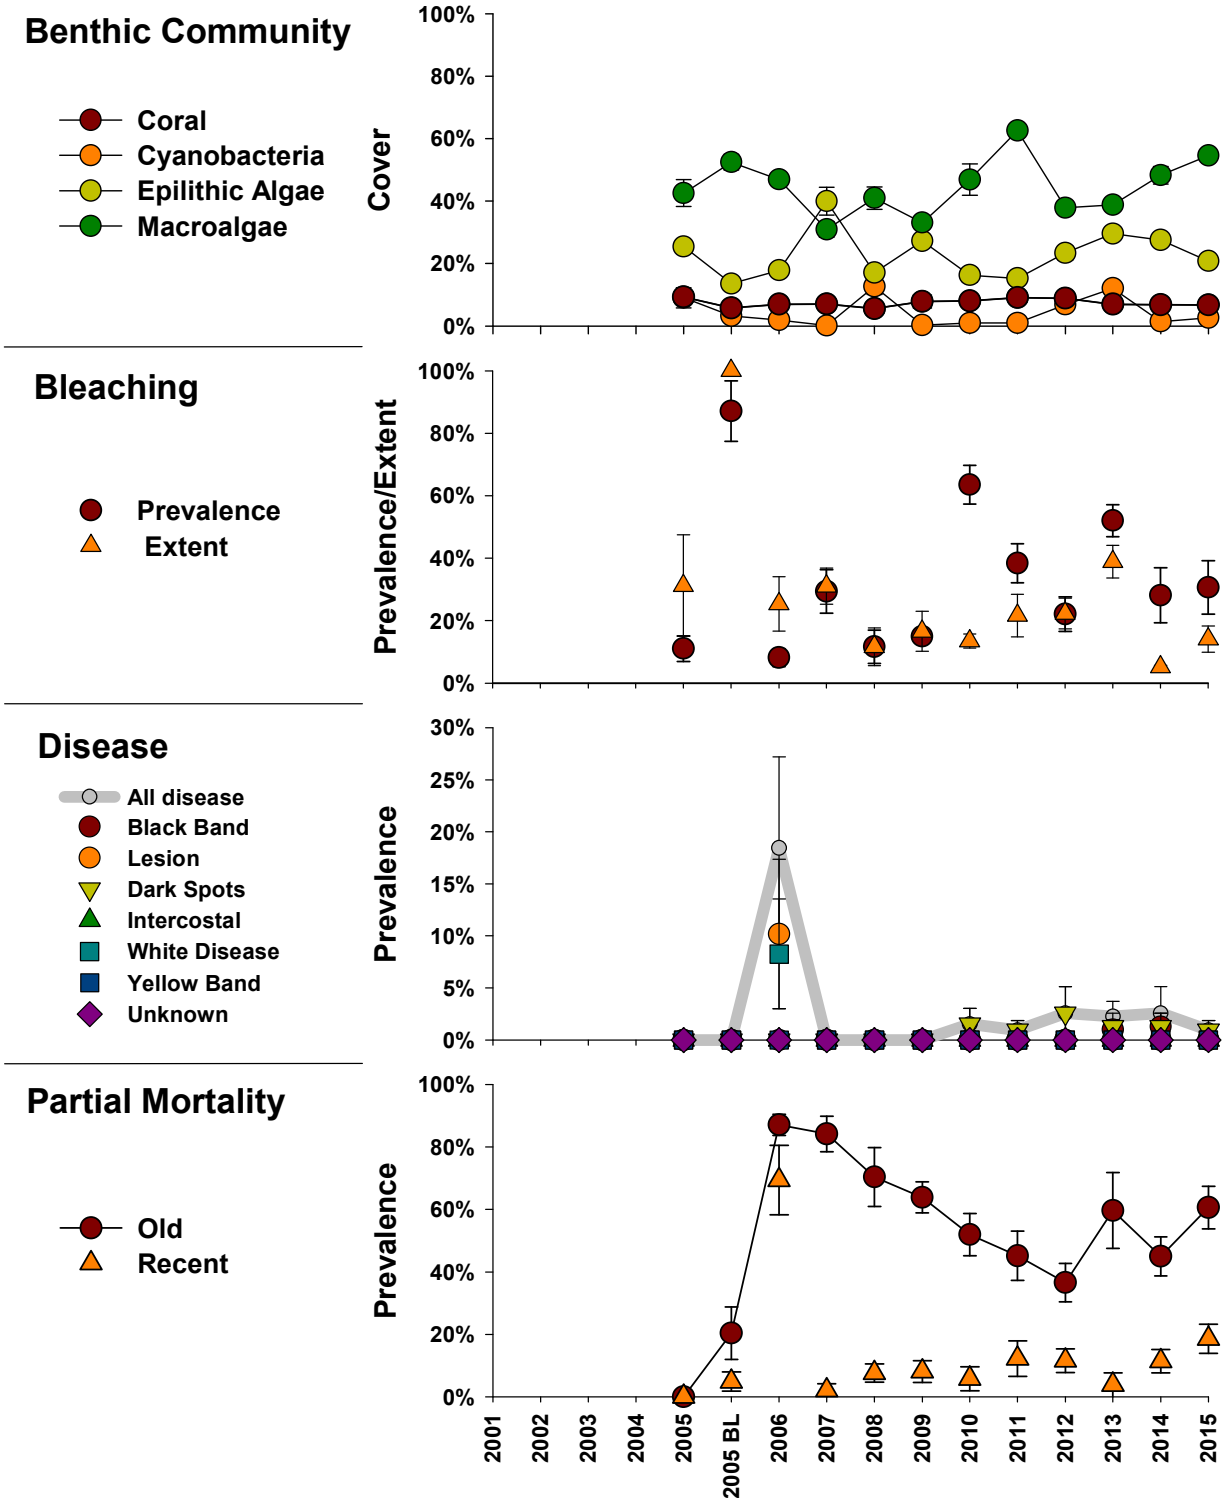 Benthic Community
Coral
Cyanobacteria
Epilithic Algae
Macroalgae
Cover
100%
80%
60%
40%
20%
0%
Bleaching
Prevalence
Extent
Prevalence/Extent
100%
80%
60%
40%
20%
0%
Disease
All disease
Black Band
Lesion
Dark Spots
Intercostal
White Disease
Yellow Band
Unknown
Prevalence
30%
25%
20%
15%
10%
5%
0%
Partial Mortality
Old
Recent
Prevalence
100%
80%
60%
40%
20%
0%
2001
2002
2003
2004
2005
2005 BL
2006
2007
2008
2009
2010
2011
2012
2013
2014
2015